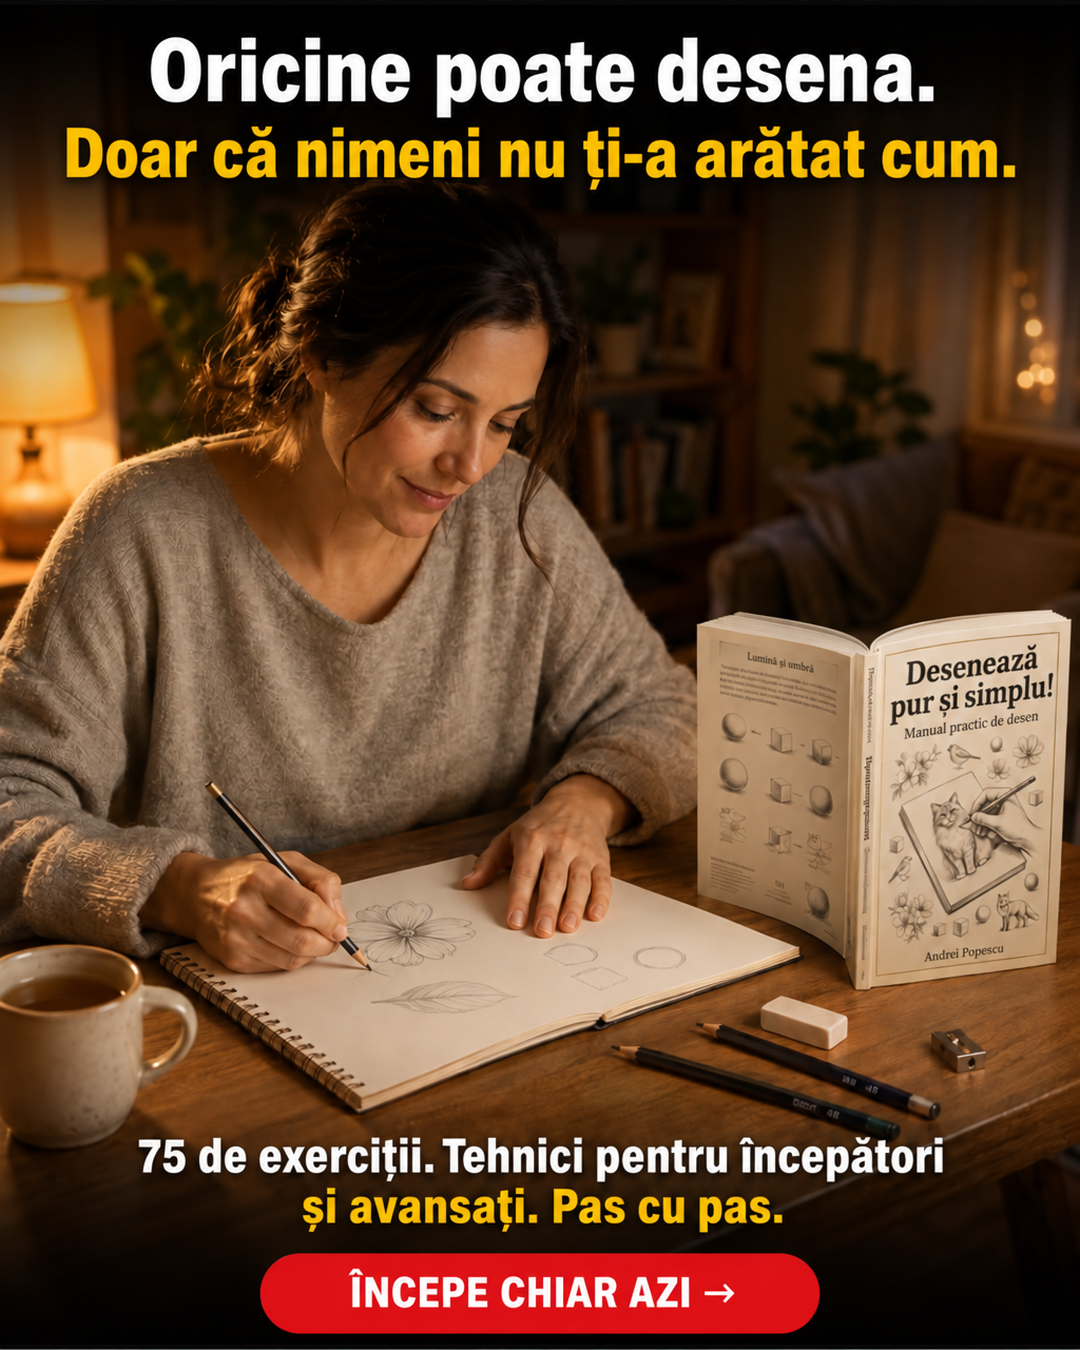 Oricine poate desena.
Doar că nimeni nu ți-a arătat cum.
Lumină și umbră
Desenează
pur și simplu!
Manual practic de desen
Andrei Popescu
75 de exerciții. Tehnici pentru începători
și avansați. Pas cu pas.
ÎNCEPE CHIAR AZI →